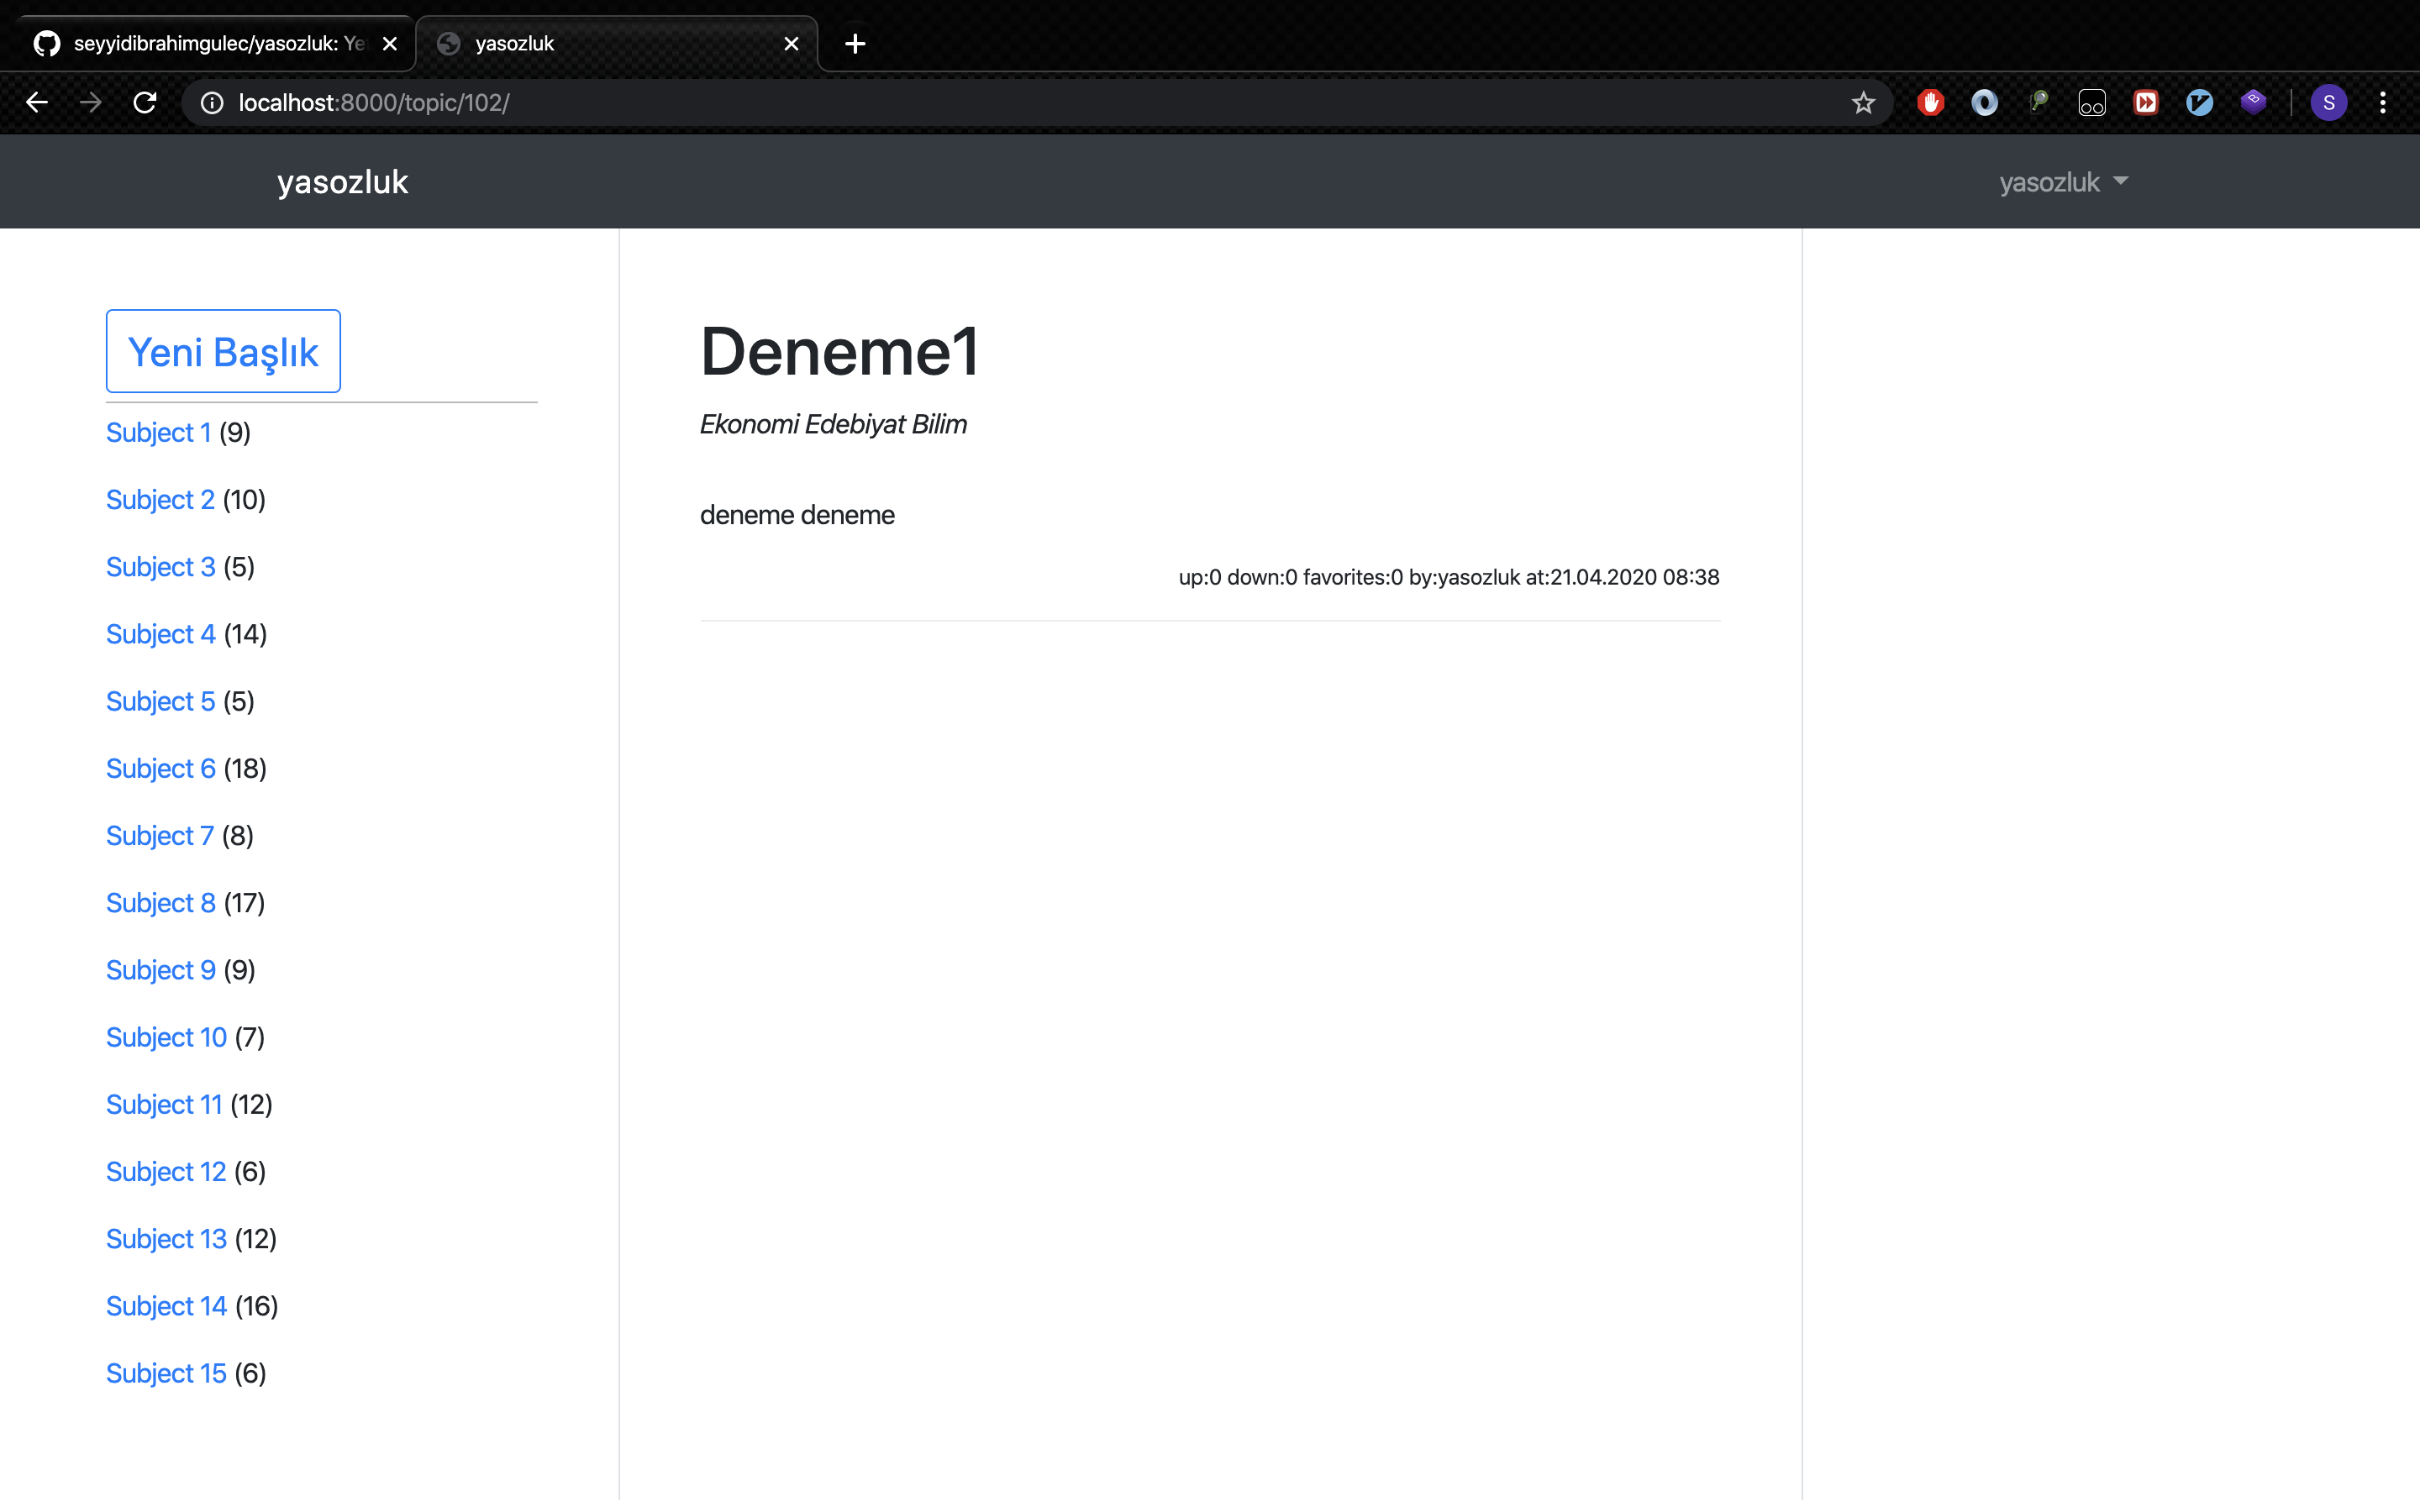 seyyidibrahimgulec/yasozluk: Ye
yasozluk
localhost:8000/topic/102/
S
yasozluk
yasozluk
Yeni Başlık
Subject 1 (9)
Subject 2 (10)
Subject 3 (5)
Subject 4 (14)
Subject 5 (5)
Subject 6 (18)
Subject 7 (8)
Subject 8 (17)
Subject 9 (9)
Subject 10 (7)
Subject 11 (12)
Subject 12 (6)
Subject 13 (12)
Subject 14 (16)
Subject 15 (6)
Deneme1
Ekonomi Edebiyat Bilim
deneme deneme
up:0 down:0 favorites:0 by:yasozluk at:21.04.2020 08:38